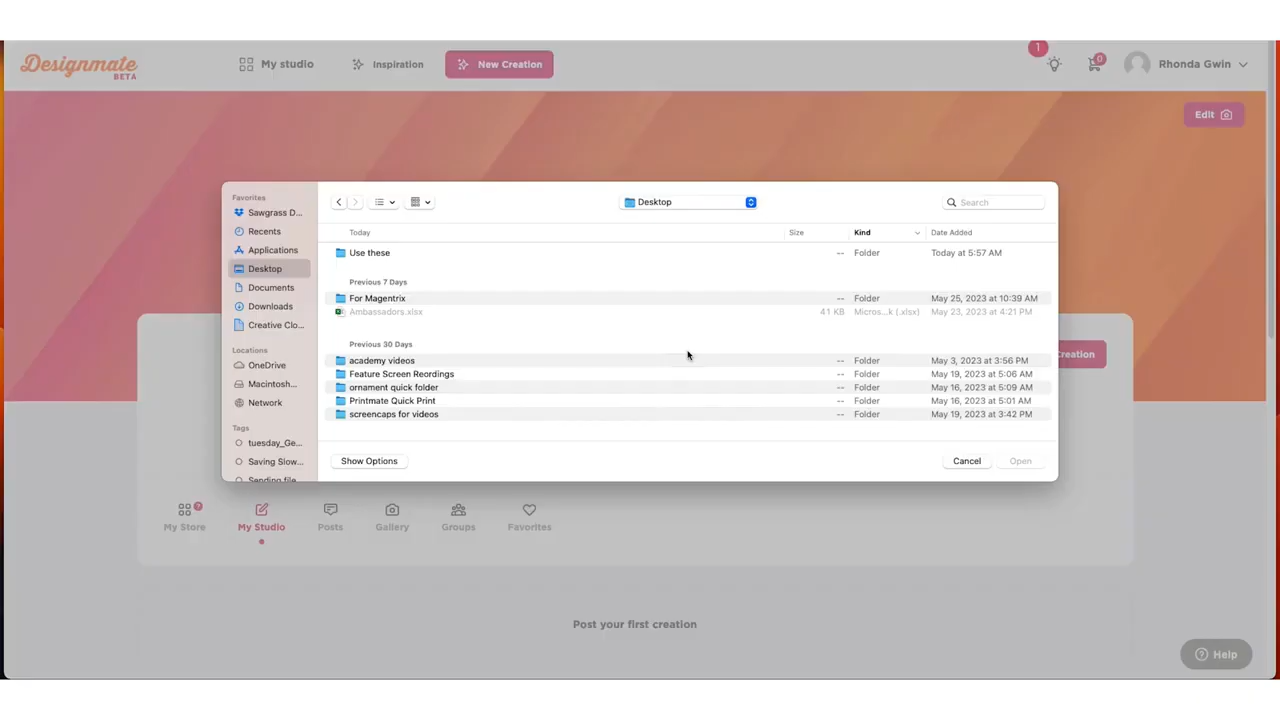 Designmate
BETA
My studio
Inspiration
New Creation
1
0
Rhonda Gwin
Edit
Favorites
Sawgrass D...
Recents
Applications
Desktop
Documents
Downloads
Creative Clo...
Locations
OneDrive
Macintosh...
Network
Tags
tuesday_Ge...
Saving Slow...
Sending file
Desktop
Search
Today Size Kind Date Added
Use these -- Folder Today at 5:57 AM
Previous 7 Days
For Magentrix -- Folder May 25, 2023 at 10:39 AM
Ambassadors.xlsx 41 KB Micros...k (.xlsx) May 23, 2023 at 4:21 PM
Previous 30 Days
academy videos -- Folder May 3, 2023 at 3:56 PM
Feature Screen Reordings -- Folder May 19, 2023 at 5:06 AM
ornament quick folder -- Folder May 16, 2023 at 5:09 AM
Printmate Quick Print -- Folder May 16, 2023 at 5:01 AM
screencaps for videos -- Folder May 19, 2023 at 3:42 PM
Show Options
Cancel
Open
reation
My Store
My Studio
Posts
Gallery
Groups
Favorites
Post your first creation
Help